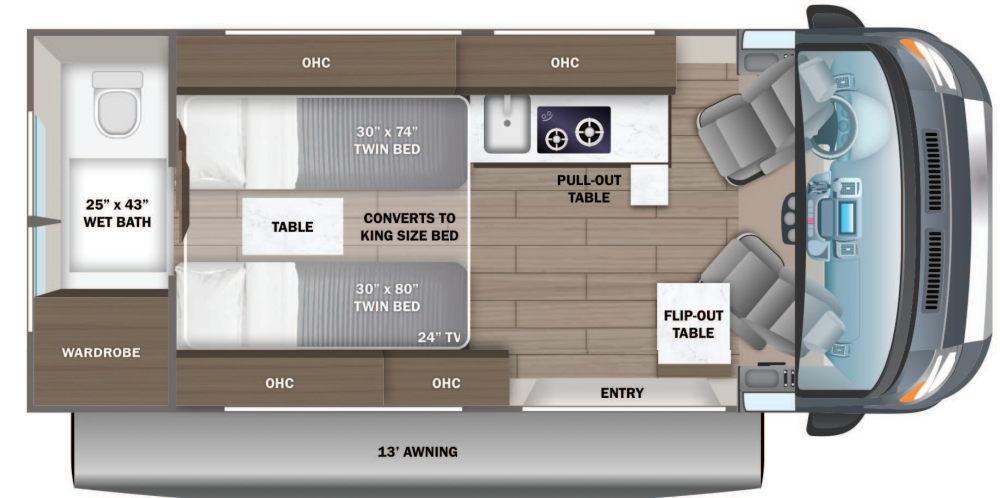 OHC
OHC
30” x 74”
TWIN BED
PULL-OUT
TABLE
25” x 43”
WET BATH
TABLE
CONVERTS TO
KING SIZE BED
30” x 80”
TWIN BED
24” TV
FLIP-OUT
TABLE
WARDROBE
OHC
OHC
ENTRY
13’ AWNING